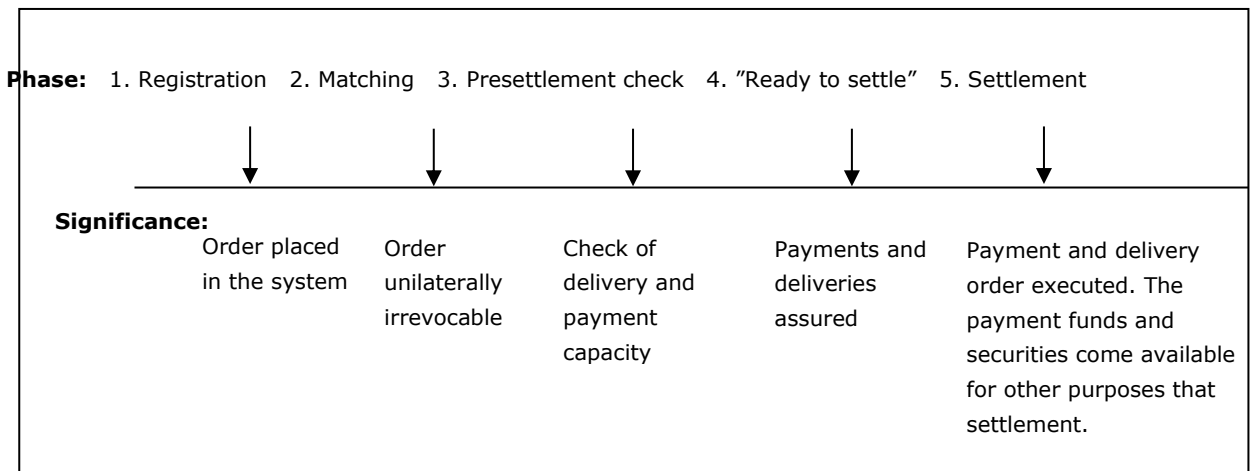 Phase: 1. Registration 2. Matching 3. Presettlement check 4. ”Ready to settle” 5. Settlement
Significance:
Order placed
in the system
Order
unilaterally
irrevocable
Check of
delivery and
payment
capacity
Payments and
deliveries
assured
Payment and delivery
order executed. The
payment funds and
securities come available
for other purposes that
settlement.